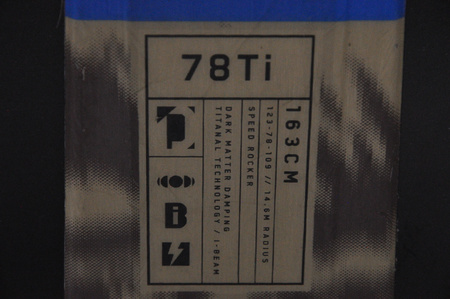 78Ti
163CM
123-78-109 // 14.6M RADIUS
SPEED ROCKER
DARK MATTER DAMPING
TITANAL TECHNOLOGY / I-BEAM
P
B